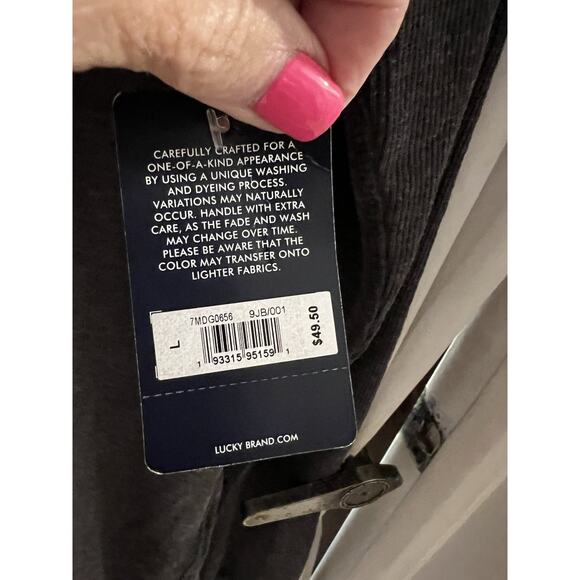 CAREFULLY CRAFTED FOR A
ONE-OF-A-KIND APPEARANCE
BY USING A UNIQUE WASHING
AND DYEING PROCESS.
VARIATIONS MAY NATURALLY
OCCUR. HANDLE WITH EXTRA
CARE, AS THE FADE AND WASH
MAY CHANGE OVER TIME.
PLEASE BE AWARE THAT THE
COLOR MAY TRANSFER ONTO
LIGHTER FABRICS.
7MDG0656 9JB/001
L
1 93315 95159 1
$49.50
LUCKY BRAND.COM